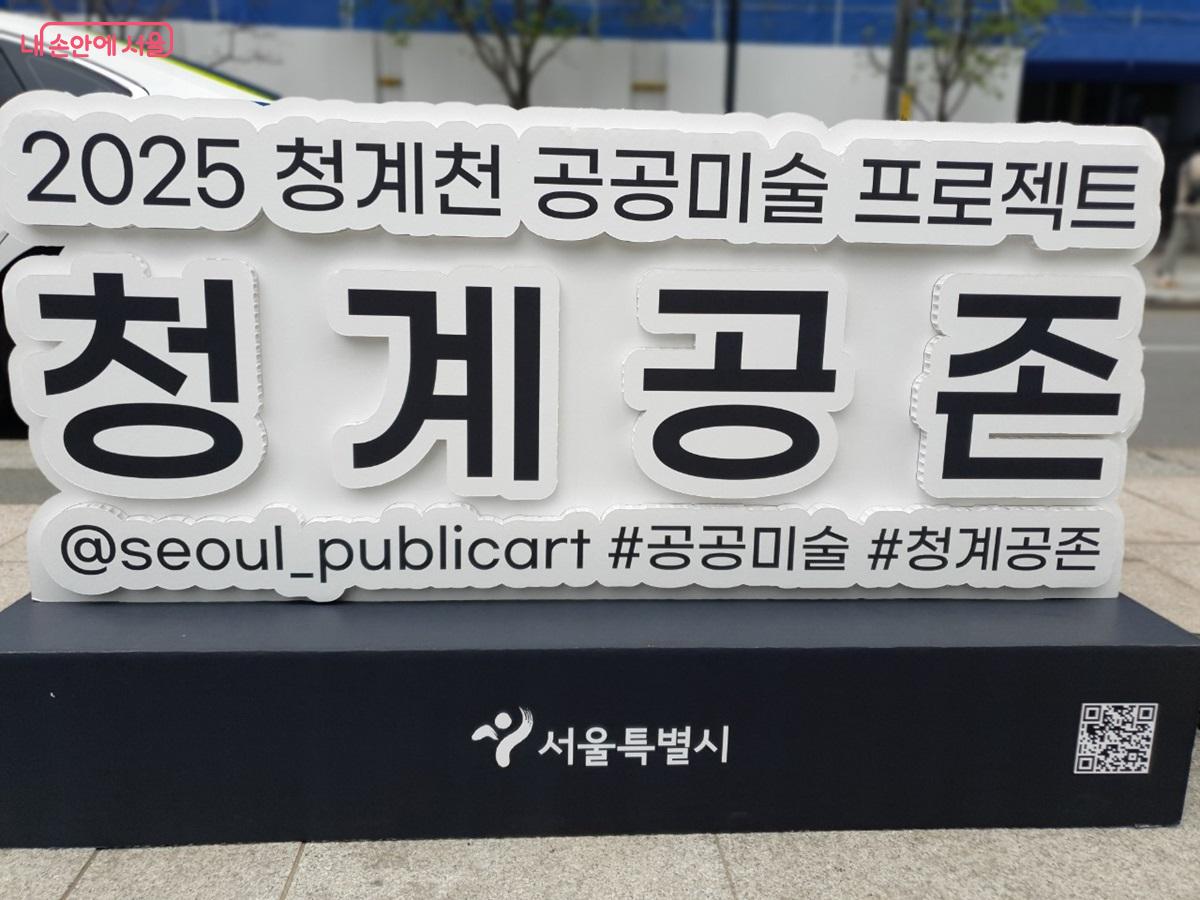 내 손안에 서울
2025 청계천 공공미술 프로젝트
청계공존
@seoul_publicart #공공미술 #청계공존
서울특별시